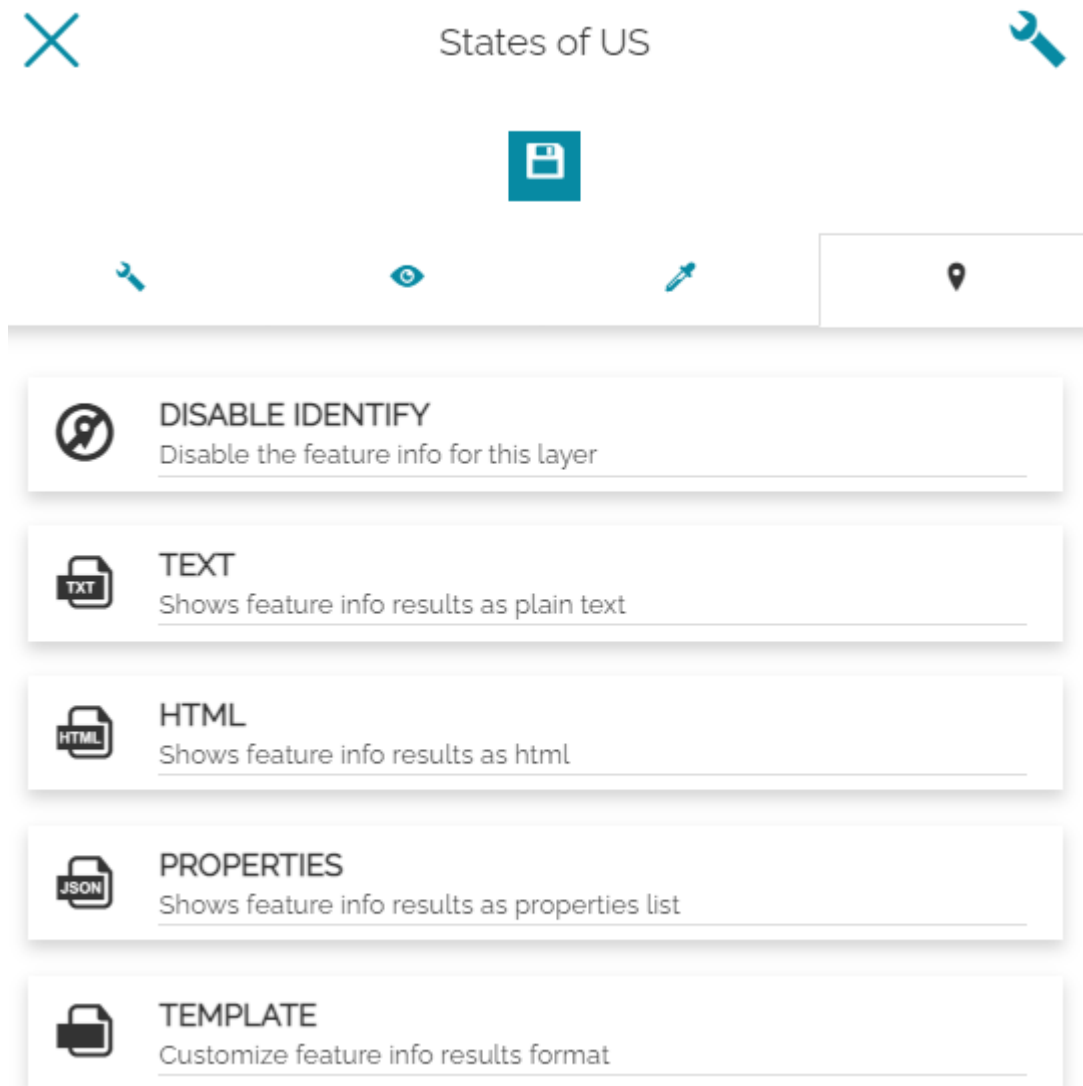 States of US
DISABLE IDENTIFY
Disable the feature info for this layer
TXT
TEXT
Shows feature info results as plain text
HTML
HTML
Shows feature info results as html
JSON
PROPERTIES
Shows feature info results as properties list
TEMPLATE
Customize feature info results format